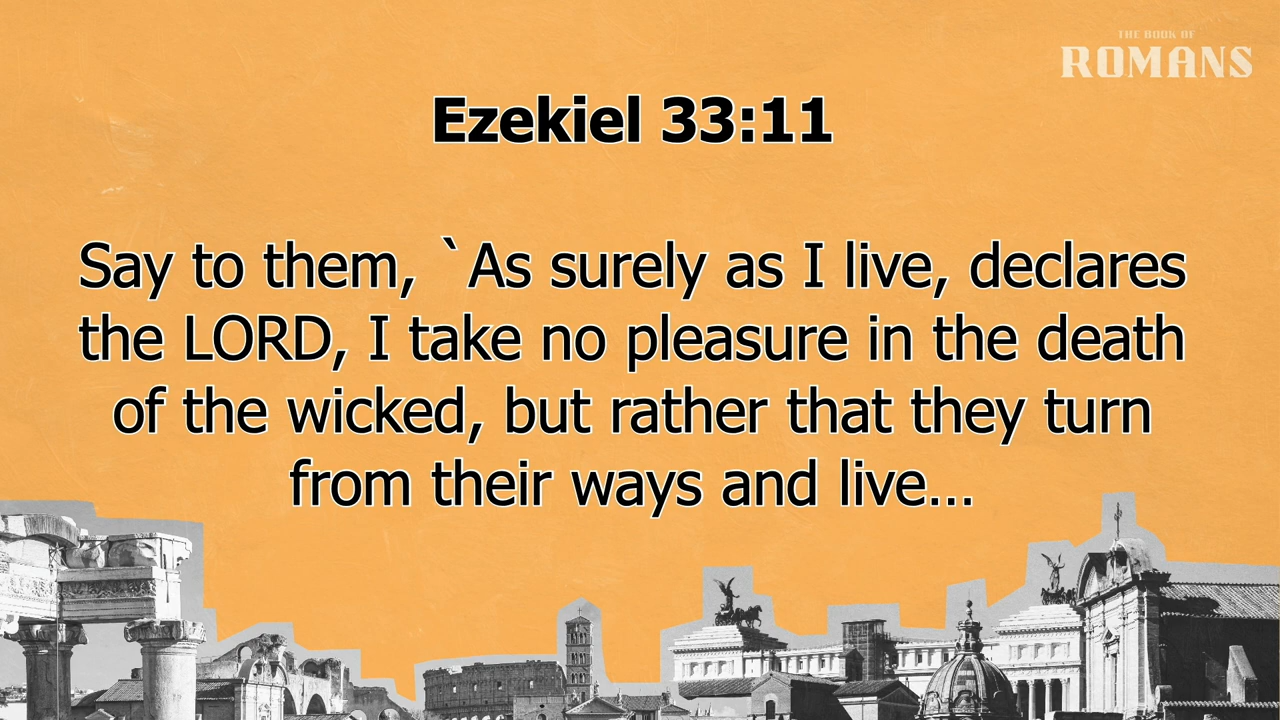 THE BOOK OF
ROMANS
Ezekiel 33:11
Say to them, `As surely as I live, declares
the LORD, I take no pleasure in the death
of the wicked, but rather that they turn
from their ways and live...